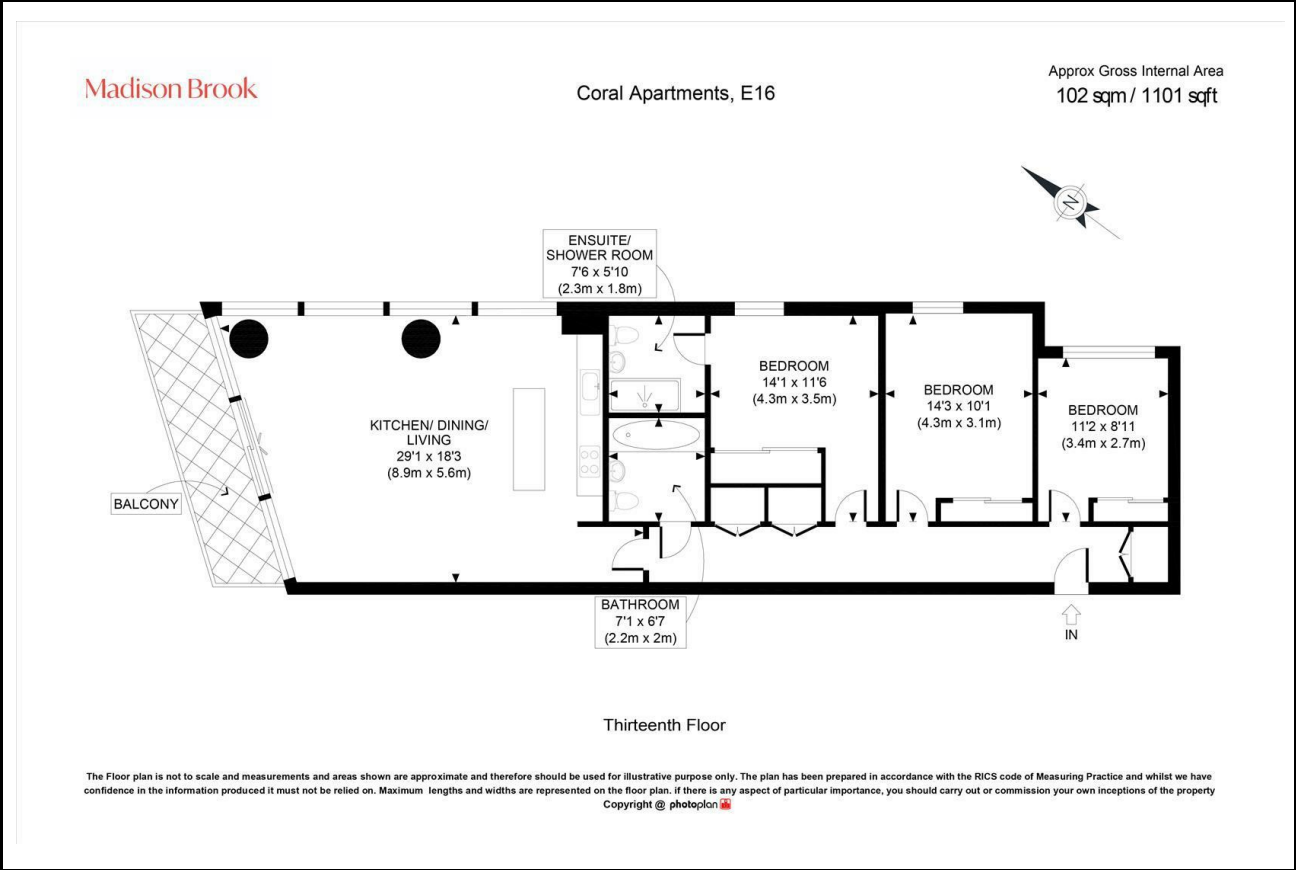 Madison Brook
Coral Apartments, E16
Approx Gross Internal Area
102 sqm / 1101 sqft
N
ENSUITE/
SHOWER ROOM
7'6 x 5'10
(2.3m x 1.8m)
BEDROOM
14'1 x 11'6
(4.3m x 3.5m)
BEDROOM
14'3 x 10'1
(4.3m x 3.1m)
BEDROOM
11'2 x 8'11
(3.4m x 2.7m)
KITCHEN/ DINING/
LIVING
29'1 x 18'3
(8.9m x 5.6m)
BALCONY
BATHROOM
7'1 x 6'7
(2.2m x 2m)
IN
Thirteenth Floor
The Floor plan is not to scale and measurements and areas shown are approximate and therefore should be used for illustrative purpose only. The plan has been prepared in accordance with the RICS code of Measuring Practice and whilst we have
confidence in the information produced it must not be relied on. Maximum lengths and widths are represented on the floor plan. if there is any aspect of particular importance, you should carry out or commission your own inceptions of the property
Copyright @ photoplan